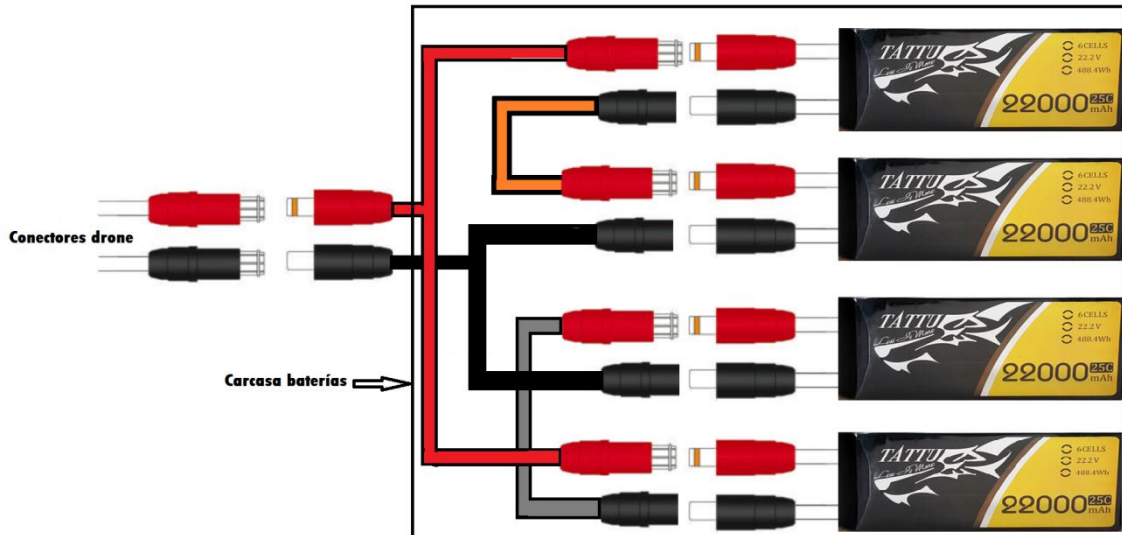 TATTU
6CELLS
22.2V
488.4Wh
22000 25C
mAh
TATTU
6CELLS
22.2V
488.4Wh
22000 25C
mAh
Conectores drone
TATTU
6CELLS
22.2V
488.4Wh
22000 25C
mAh
Carcasa baterías
TATTU
6CELLS
22.2V
488.4Wh
22000 25C
mAh